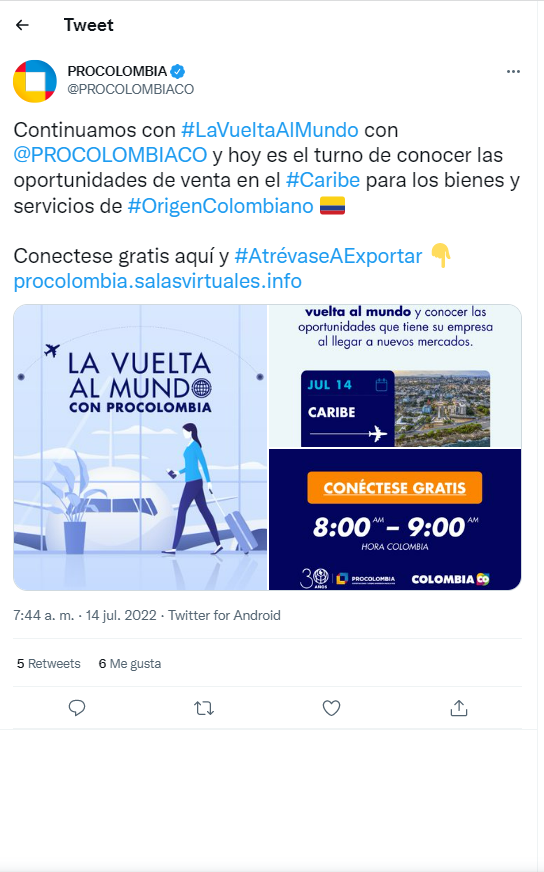 Tweet
PROCOLOMBIA
@PROCOLOMBIACO
Continuamos con #LaVueltaAlMundo con
@PROCOLOMBIACO y hoy es el turno de conocer las
oportunidades de venta en el #Caribe para los bienes y
servicios de #OrigenColombiano 🇨🇴
Conectese gratis aquí y #AtrévaseAExportar 👇
procolombia.salasvirtuales.info
LA VUELTA
AL MUNDO
CON PROCOLOMBIA
vuelta al mundo y conocer las
oportunidades que tiene su empresa
al llegar a nuevos mercados.
JUL 14
CARIBE
CONÉCTESE GRATIS
8:00 AM – 9:00 AM
HORA COLOMBIA
30 AÑOS
PROCOLOMBIA
COLOMBIA CO
7:44 a. m. · 14 jul. 2022 · Twitter for Android
5 Retweets 6 Me gusta